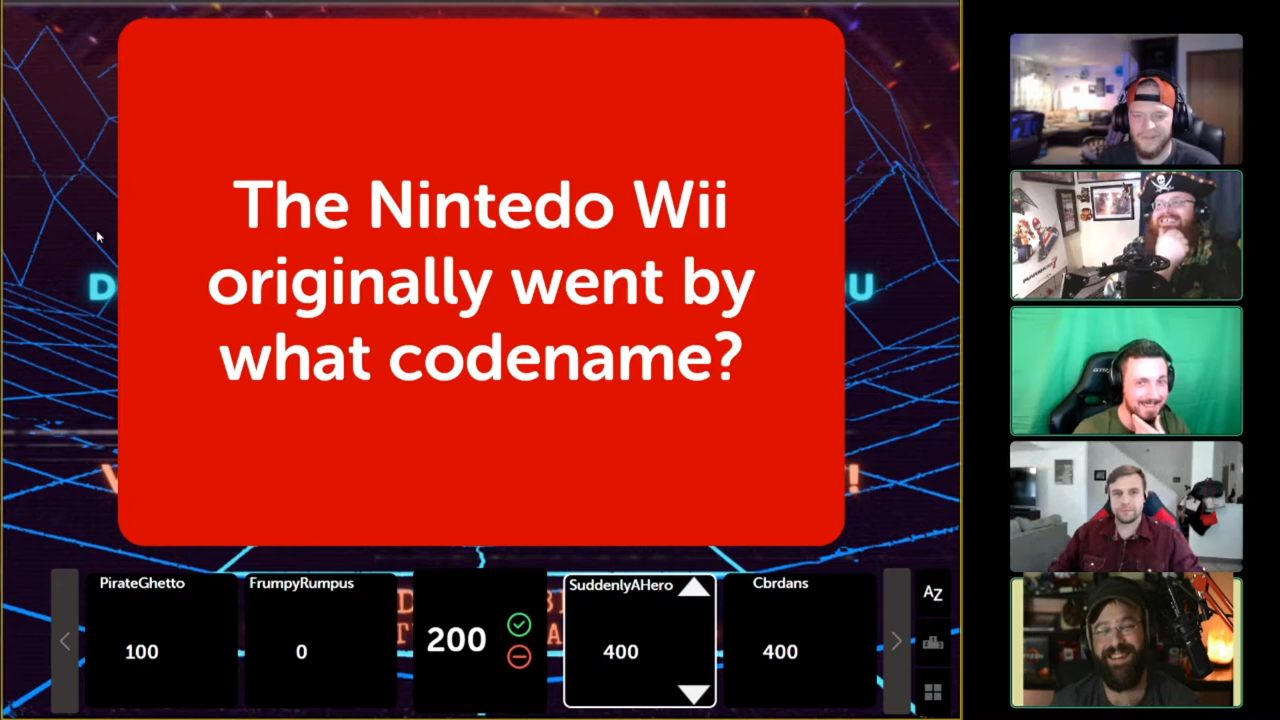 The Nintedo Wii
originally went by
what codename?
D
U
!
PirateGhetto
FrumpyRumpus
SuddenlyAHero
Cbrdans
100
0
200
400
400
AZ